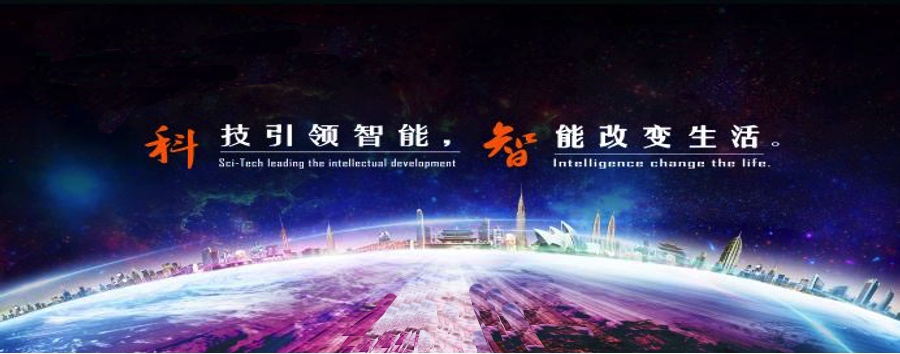 科技引领智能，智能改变生活。
Sci-Tech leading the intellectual development Intelligence change the life.